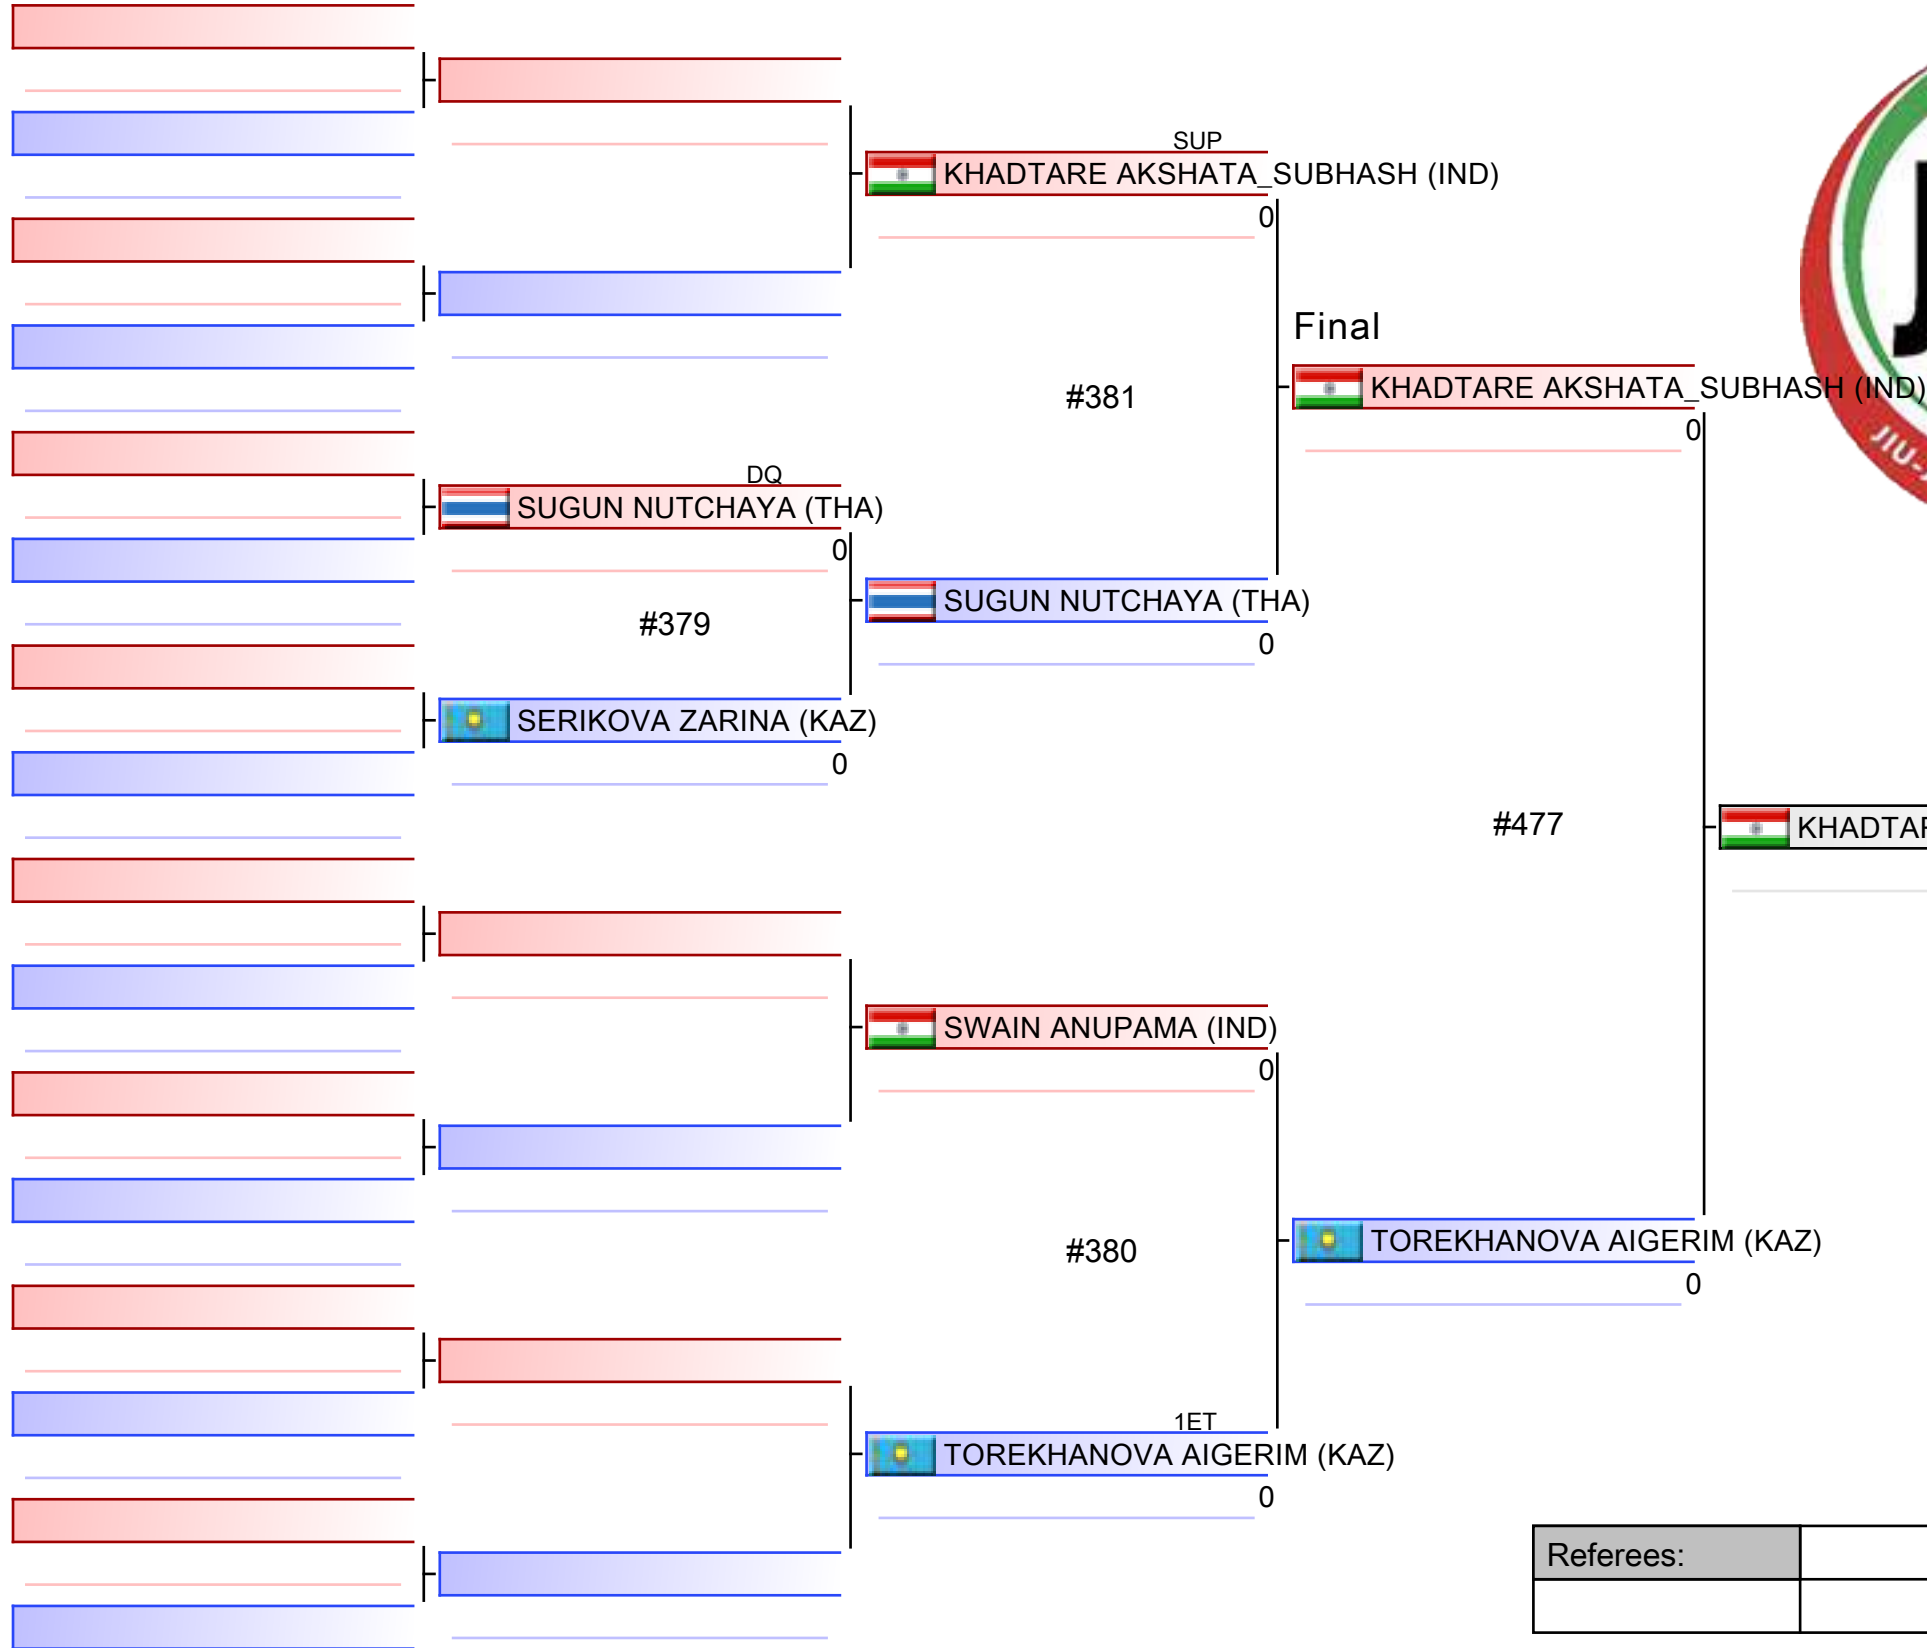 SUP
KHADTARE AKSHATA_SUBHASH (IND)
0
Final
#381
KHADTARE AKSHATA_SUBHASH (IND)
0
JIU-
DQ
SUGUN NUTCHAYA (THA)
0
SUGUN NUTCHAYA (THA)
0
#379
SERIKOVA ZARINA (KAZ)
0
#477
KHADTAR
SWAIN ANUPAMA (IND)
0
#380
TOREKHANOVA AIGERIM (KAZ)
0
1ET
TOREKHANOVA AIGERIM (KAZ)
0
Referees: